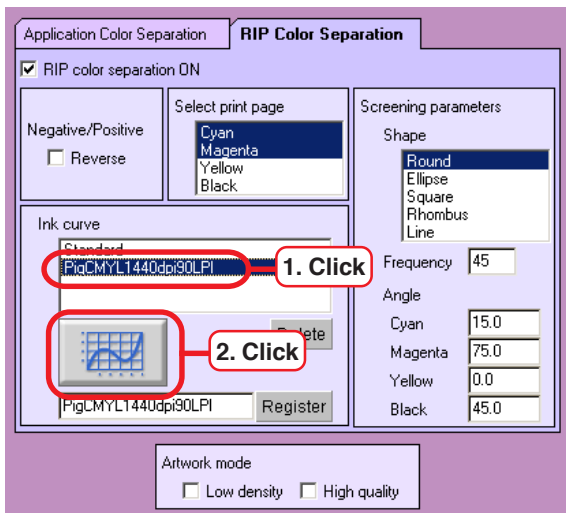 Application Color Separation
RIP Color Separation
RIP color separation ON
Negative/Positive
Reverse
Select print page
Cyan
Magenta
Yellow
Black
Screening parameters
Shape
Round
Ellipse
Square
Rhombus
Line
Frequency 45
Angle
Cyan 15.0
Magenta 75.0
Yellow 0.0
Black 45.0
Ink curve
Standard
PigCMYL1440dpi90LPI
1. Click
2. Click
PigCMYL1440dpi90LPI
Register
Artwork mode
Low density
High quality